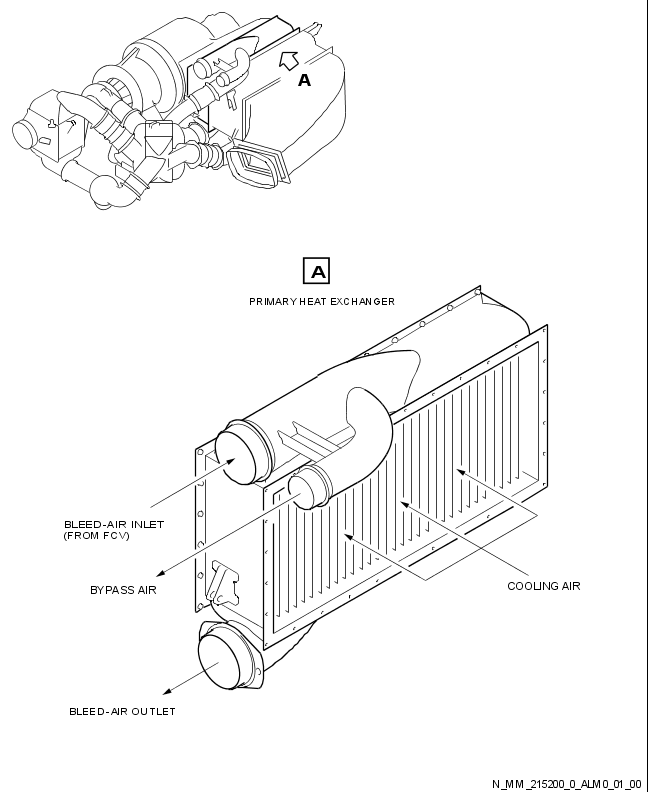 A
A
PRIMARY HEAT EXCHANGER
BLEED-AIR INLET
(FROM FCV)
BYPASS AIR
COOLING AIR
BLEED-AIR OUTLET
N_MM_215200_0_ALM0_01_00